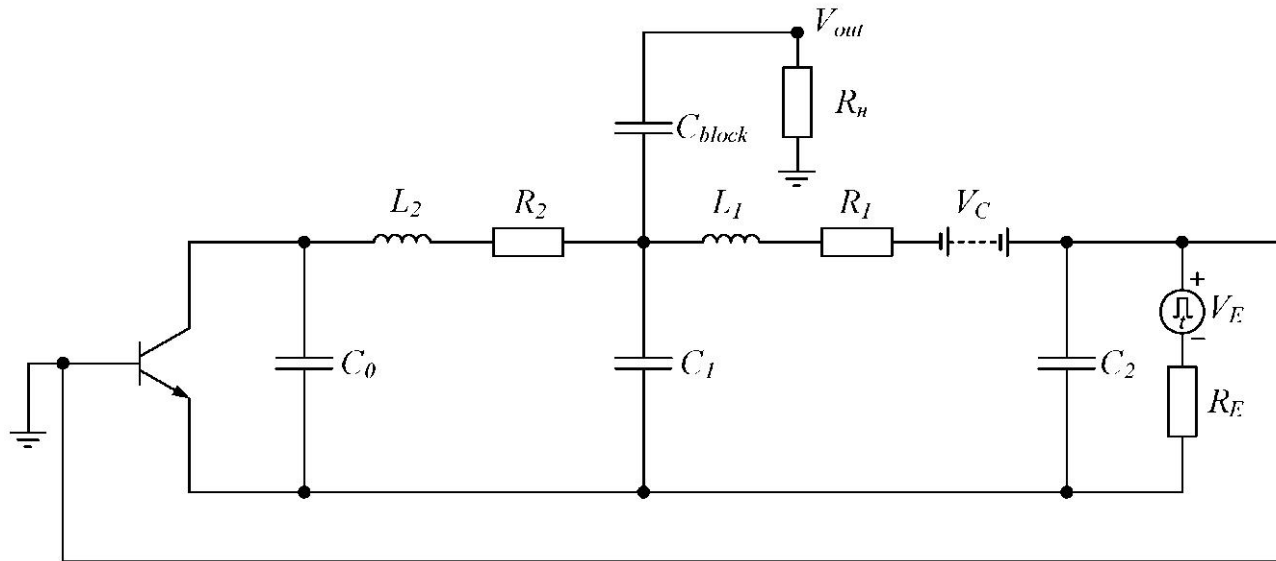 V_out
R_н
C_block
L_2
R_2
L_1
R_1
V_C
+
V_E
t
−
C_0
C_1
C_2
R_E